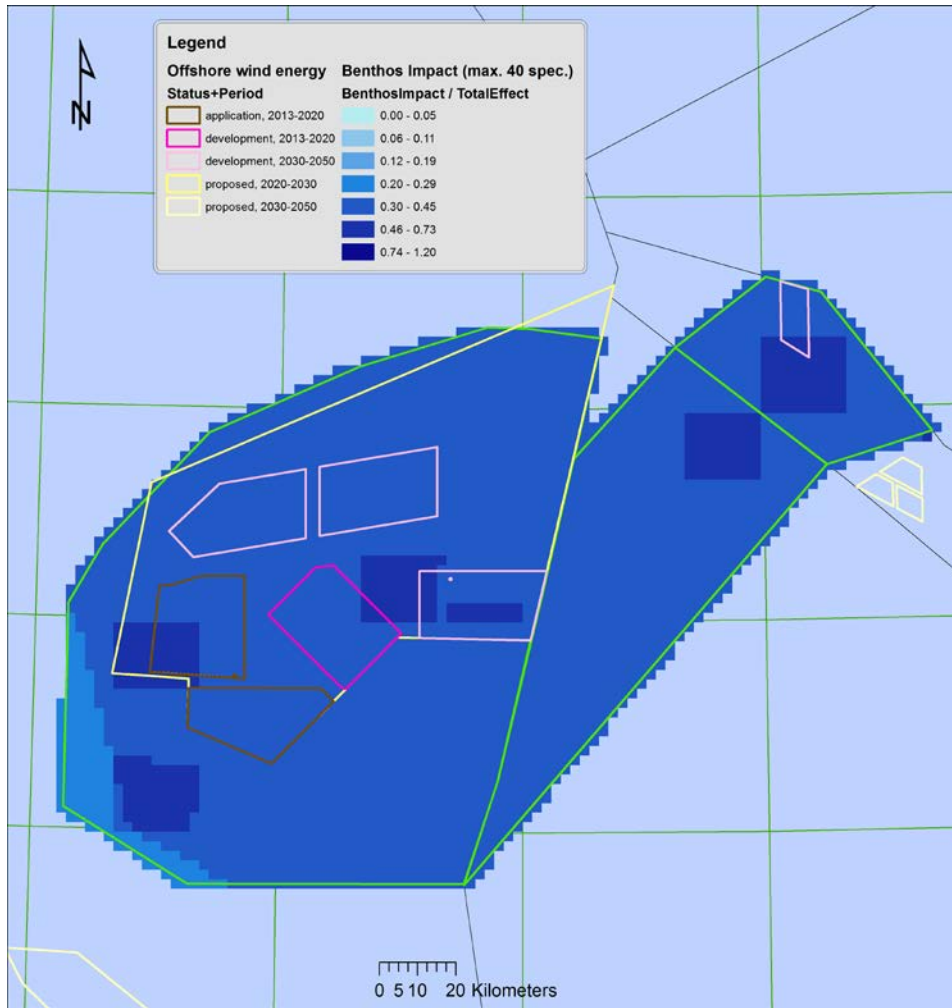 N
Legend
Offshore wind energy
Status+Period
application, 2013-2020
development, 2013-2020
development, 2030-2050
proposed, 2020-2030
proposed, 2030-2050
Benthos Impact (max. 40 spec.)
BenthosImpact / TotalEffect
0.00 - 0.05
0.06 - 0.11
0.12 - 0.19
0.20 - 0.29
0.30 - 0.45
0.46 - 0.73
0.74 - 1.20
0 5 10 20 Kilometers